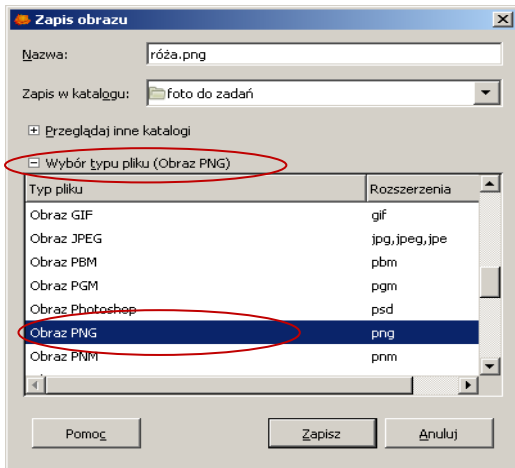 Zapis obrazu
Nazwa: róża.png
Zapis w katalogu: foto do zadań
Przeglądaj inne katalogi
Wybór typu pliku (Obraz PNG)
Typ pliku Rozszerzenia
Obraz GIF gif
Obraz JPEG jpg,jpeg,jpe
Obraz PBM pbm
Obraz PGM pgm
Obraz Photoshop psd
Obraz PNG png
Obraz PNM pnm
Pomoc Zapisz Anuluj